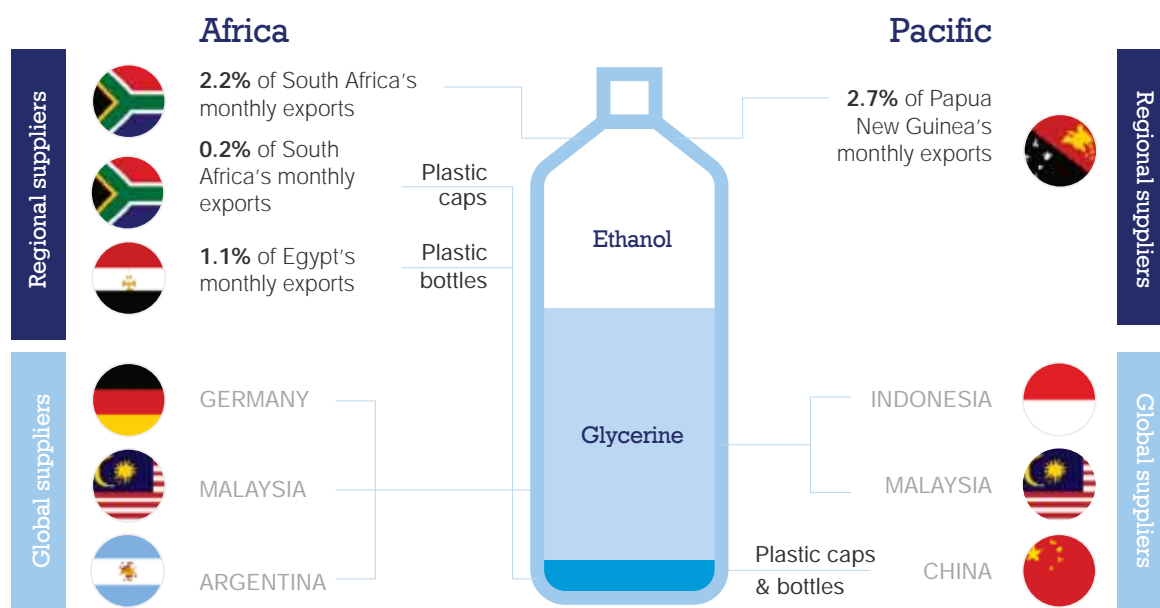 Africa
Pacific
Regional suppliers
2.2% of South Africa's
monthly exports
0.2% of South
Africa's monthly
exports
Plastic
caps
1.1% of Egypt's
monthly exports
Plastic
bottles
Global suppliers
GERMANY
MALAYSIA
ARGENTINA
Ethanol
Glycerine
2.7% of Papua
New Guinea's
monthly exports
Regional suppliers
INDONESIA
MALAYSIA
Plastic caps
& bottles
CHINA
Global suppliers